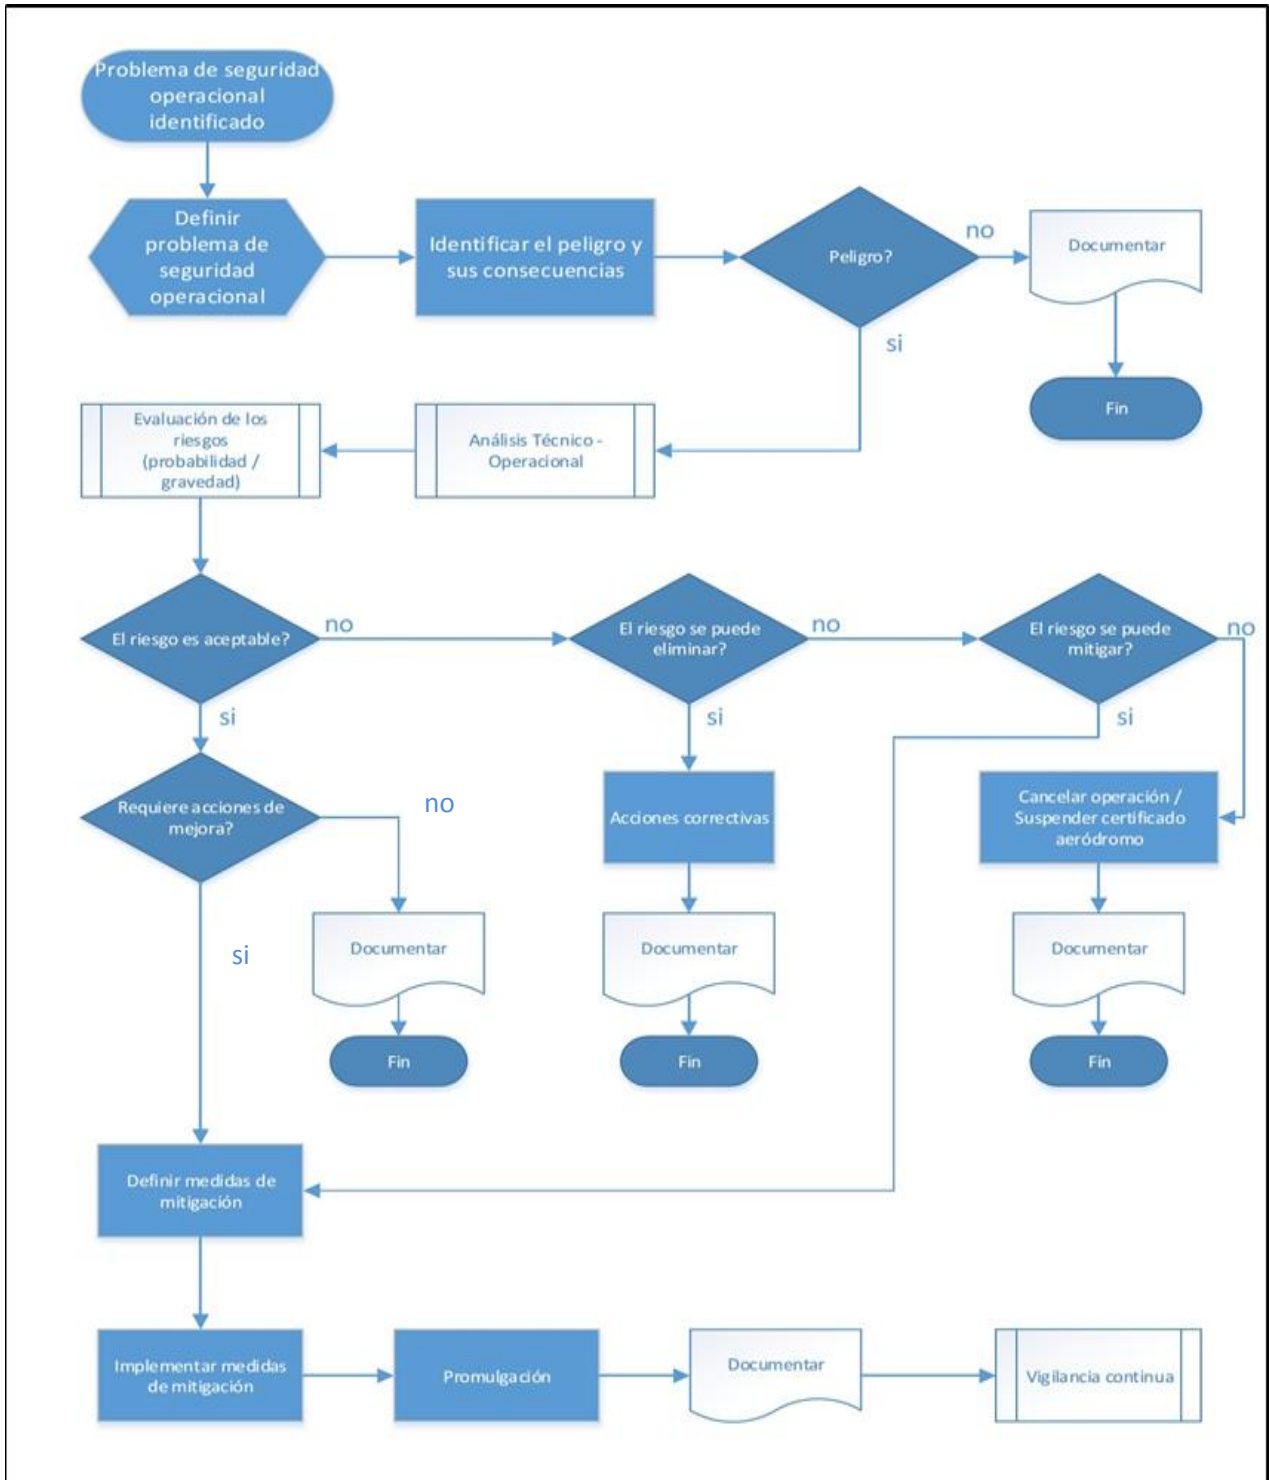 Problema de seguridad
operacional
identificado
Definir
problema de
seguridad
operacional
Identificar el peligro y
sus consecuencias
Peligro?
no
Documentar
si
Fin
Evaluación de los
riesgos
(probabilidad /
gravedad)
Análisis Técnico -
Operacional
El riesgo es aceptable?
no
El riesgo se puede
eliminar?
no
El riesgo se puede
mitigar?
no
si
si
si
Requiere acciones de
mejora?
no
Acciones correctivas
Cancelar operación /
Suspender certificado
aeródromo
si
Documentar
Documentar
Documentar
Fin
Fin
Fin
Definir medidas de
mitigación
Implementar medidas
de mitigación
Promulgación
Documentar
Vigilancia continua